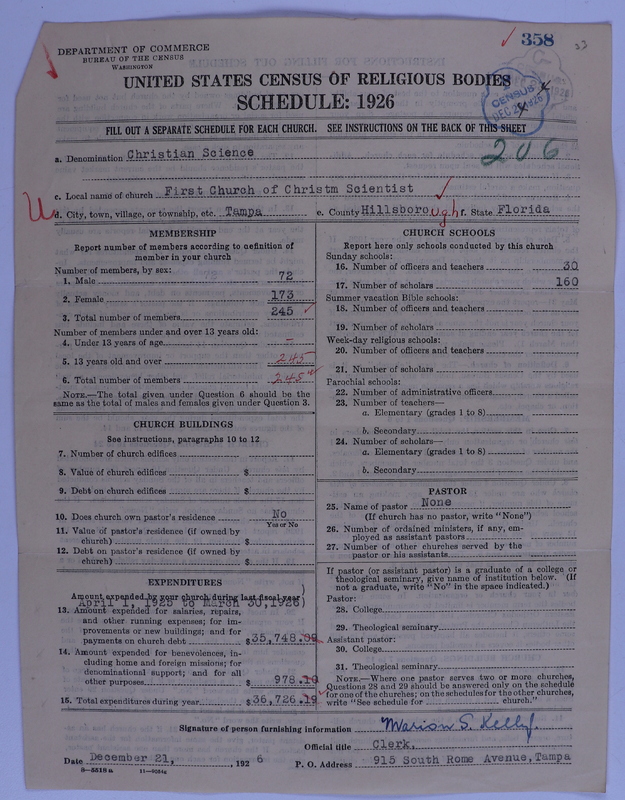 358
23
DEPARTMENT OF COMMERCE
BUREAU OF THE CENSUS
WASHINGTON
UNITED STATES CENSUS OF RELIGIOUS BODIES
SCHEDULE: 1926
CENSUS
FILL OUT A SEPARATE SCHEDULE FOR EACH CHURCH. SEE INSTRUCTIONS ON THE BACK OF THIS SHEET
206
a. Denomination Christian Science
c. Local name of church First Church of Christm Scientist
U d. City, town, village, or township, etc. Tampa e. County Hillsborough f. State Florida
MEMBERSHIP
Report number of members according to definition of
member in your church
Number of members, by sex:
1. Male 72
2. Female 173
3. Total number of members 245
Number of members under and over 13 years old:
4. Under 13 years of age –
5. 13 years old and over 245
6. Total number of members 245
NOTE.—The total given under Question 6 should be the
same as the total of males and females given under Question 3.
CHURCH BUILDINGS
See instructions, paragraphs 10 to 12
7. Number of church edifices
8. Value of church edifices $
9. Debt on church edifices $
10. Does church own pastor's residence No
Yes or No
11. Value of pastor's residence (if owned by
church) $
12. Debt on pastor's residence (if owned by
church) $
EXPENDITURES
Amount expended by your church during last fiscal year
April 1, 1925 to March 30, 1926)
13. Amount expended for salaries, repairs,
and other running expenses; for im-
provements or new buildings; and for
payments on church debt $35,748.09
14. Amount expended for benevolences, in-
cluding home and foreign missions; for
denominational support; and for all
other purposes $ 978.10
15. Total expenditures during year $36,726.19
CHURCH SCHOOLS
Report here only schools conducted by this church
Sunday schools:
16. Number of officers and teachers 30
17. Number of scholars 160
Summer vacation Bible schools:
18. Number of officers and teachers
19. Number of scholars
Week-day religious schools:
20. Number of officers and teachers
21. Number of scholars
Parochial schools:
22. Number of administrative officers
23. Number of teachers—
a. Elementary (grades 1 to 8)
b. Secondary
24. Number of scholars—
a. Elementary (grades 1 to 8)
b. Secondary
PASTOR
25. Name of pastor None
(If church has no pastor, write "None")
26. Number of ordained ministers, if any, em-
ployed as assistant pastors
27. Number of other churches served by the
pastor or his assistants
If pastor (or assistant pastor) is a graduate of a college or
theological seminary, give name of institution below. (If
not a graduate, write "No" in the space indicated.)
Pastor:
28. College
29. Theological seminary
Assistant pastor:
30. College
31. Theological seminary
NOTE.—Where one pastor serves two or more churches,
Questions 28 and 29 should be answered only on the schedule
for one of the churches; on the schedules for the other churches,
write "See schedule for church."
Signature of person furnishing information Marion S. Kelly.
Official title Clerk,
Date December 21, 1926 P. O. Address 915 South Rome Avenue, Tampa
8—5518a 11—9024a